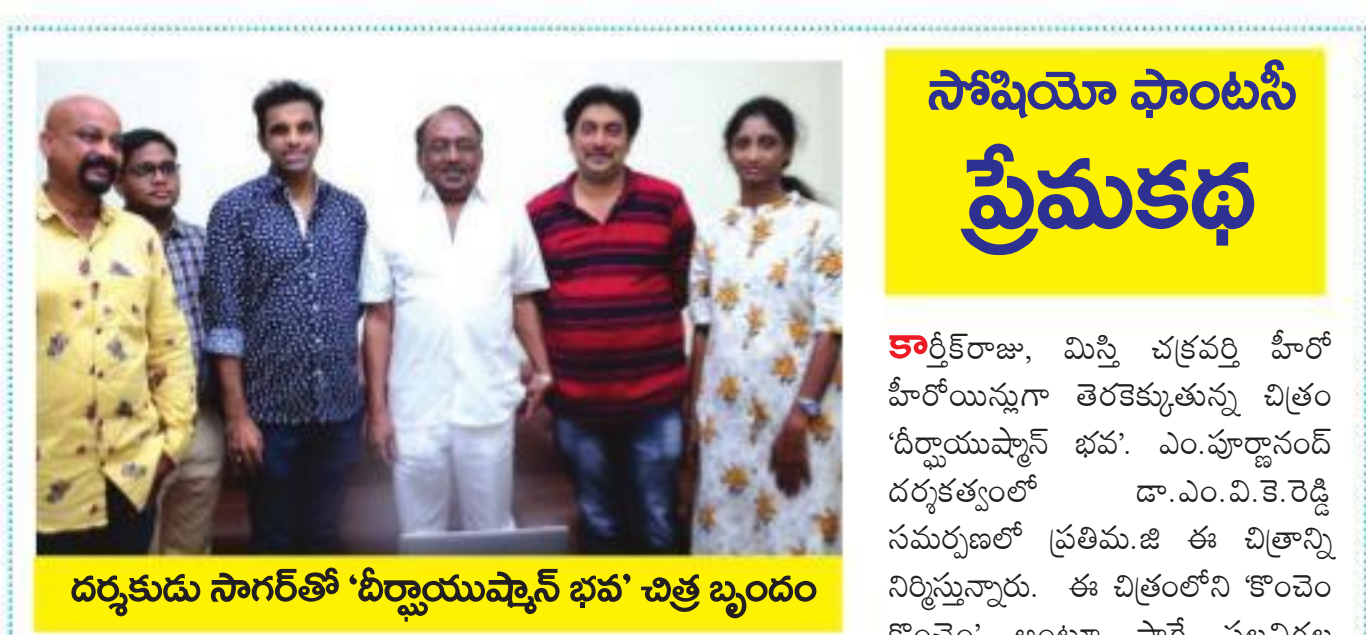 సోషియో ఫాంటసీ
ప్రేమకథ
కార్తీక్‌రాజు, మిస్తి చక్రవర్తి హీరో
హీరోయిన్లుగా తెరకెక్కుతున్న చిత్రం
‘దీర్ఘాయుష్మాన్ భవ’. ఎం.పూర్ణానంద్
దర్శకత్వంలో డా.ఎం.వి.కె.రెడ్డి
సమర్పణలో ప్రతిమ.జి ఈ చిత్రాన్ని
నిర్మిస్తున్నారు. ఈ చిత్రంలోని ‘కొంచెం
దర్శకుడు సాగర్‌తో ‘దీర్ఘాయుష్మాన్ భవ’ చిత్ర బృందం